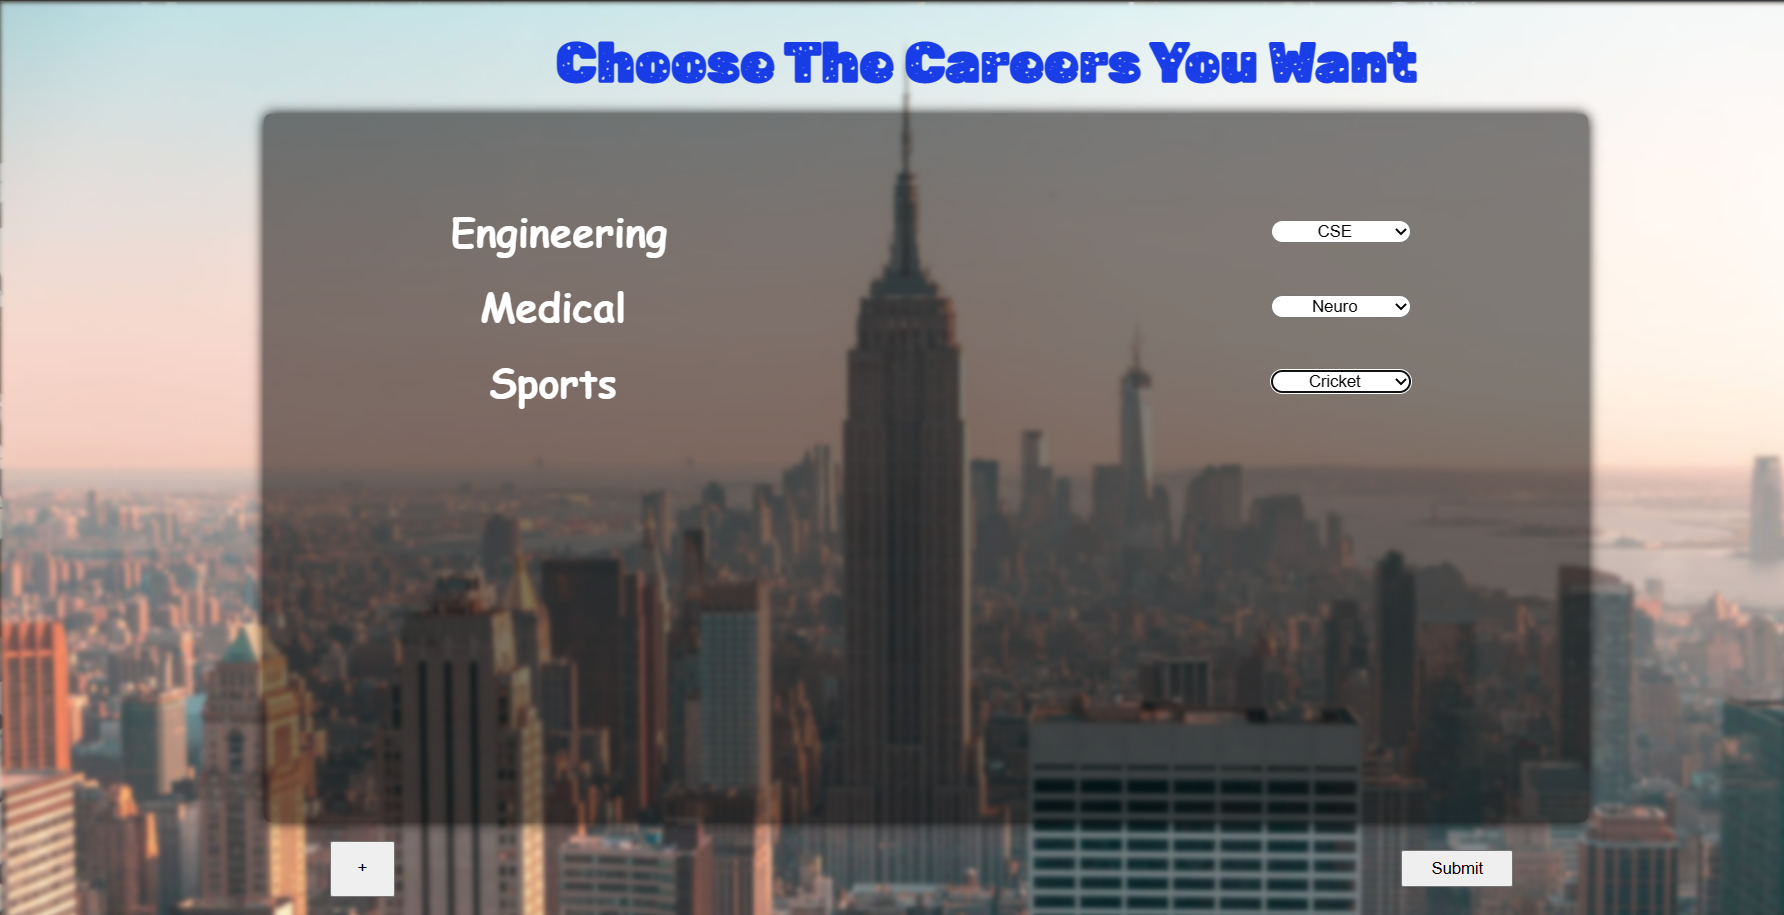 Choose The Careers You Want
Engineering CSE
Medical Neuro
Sports Cricket
+ Submit